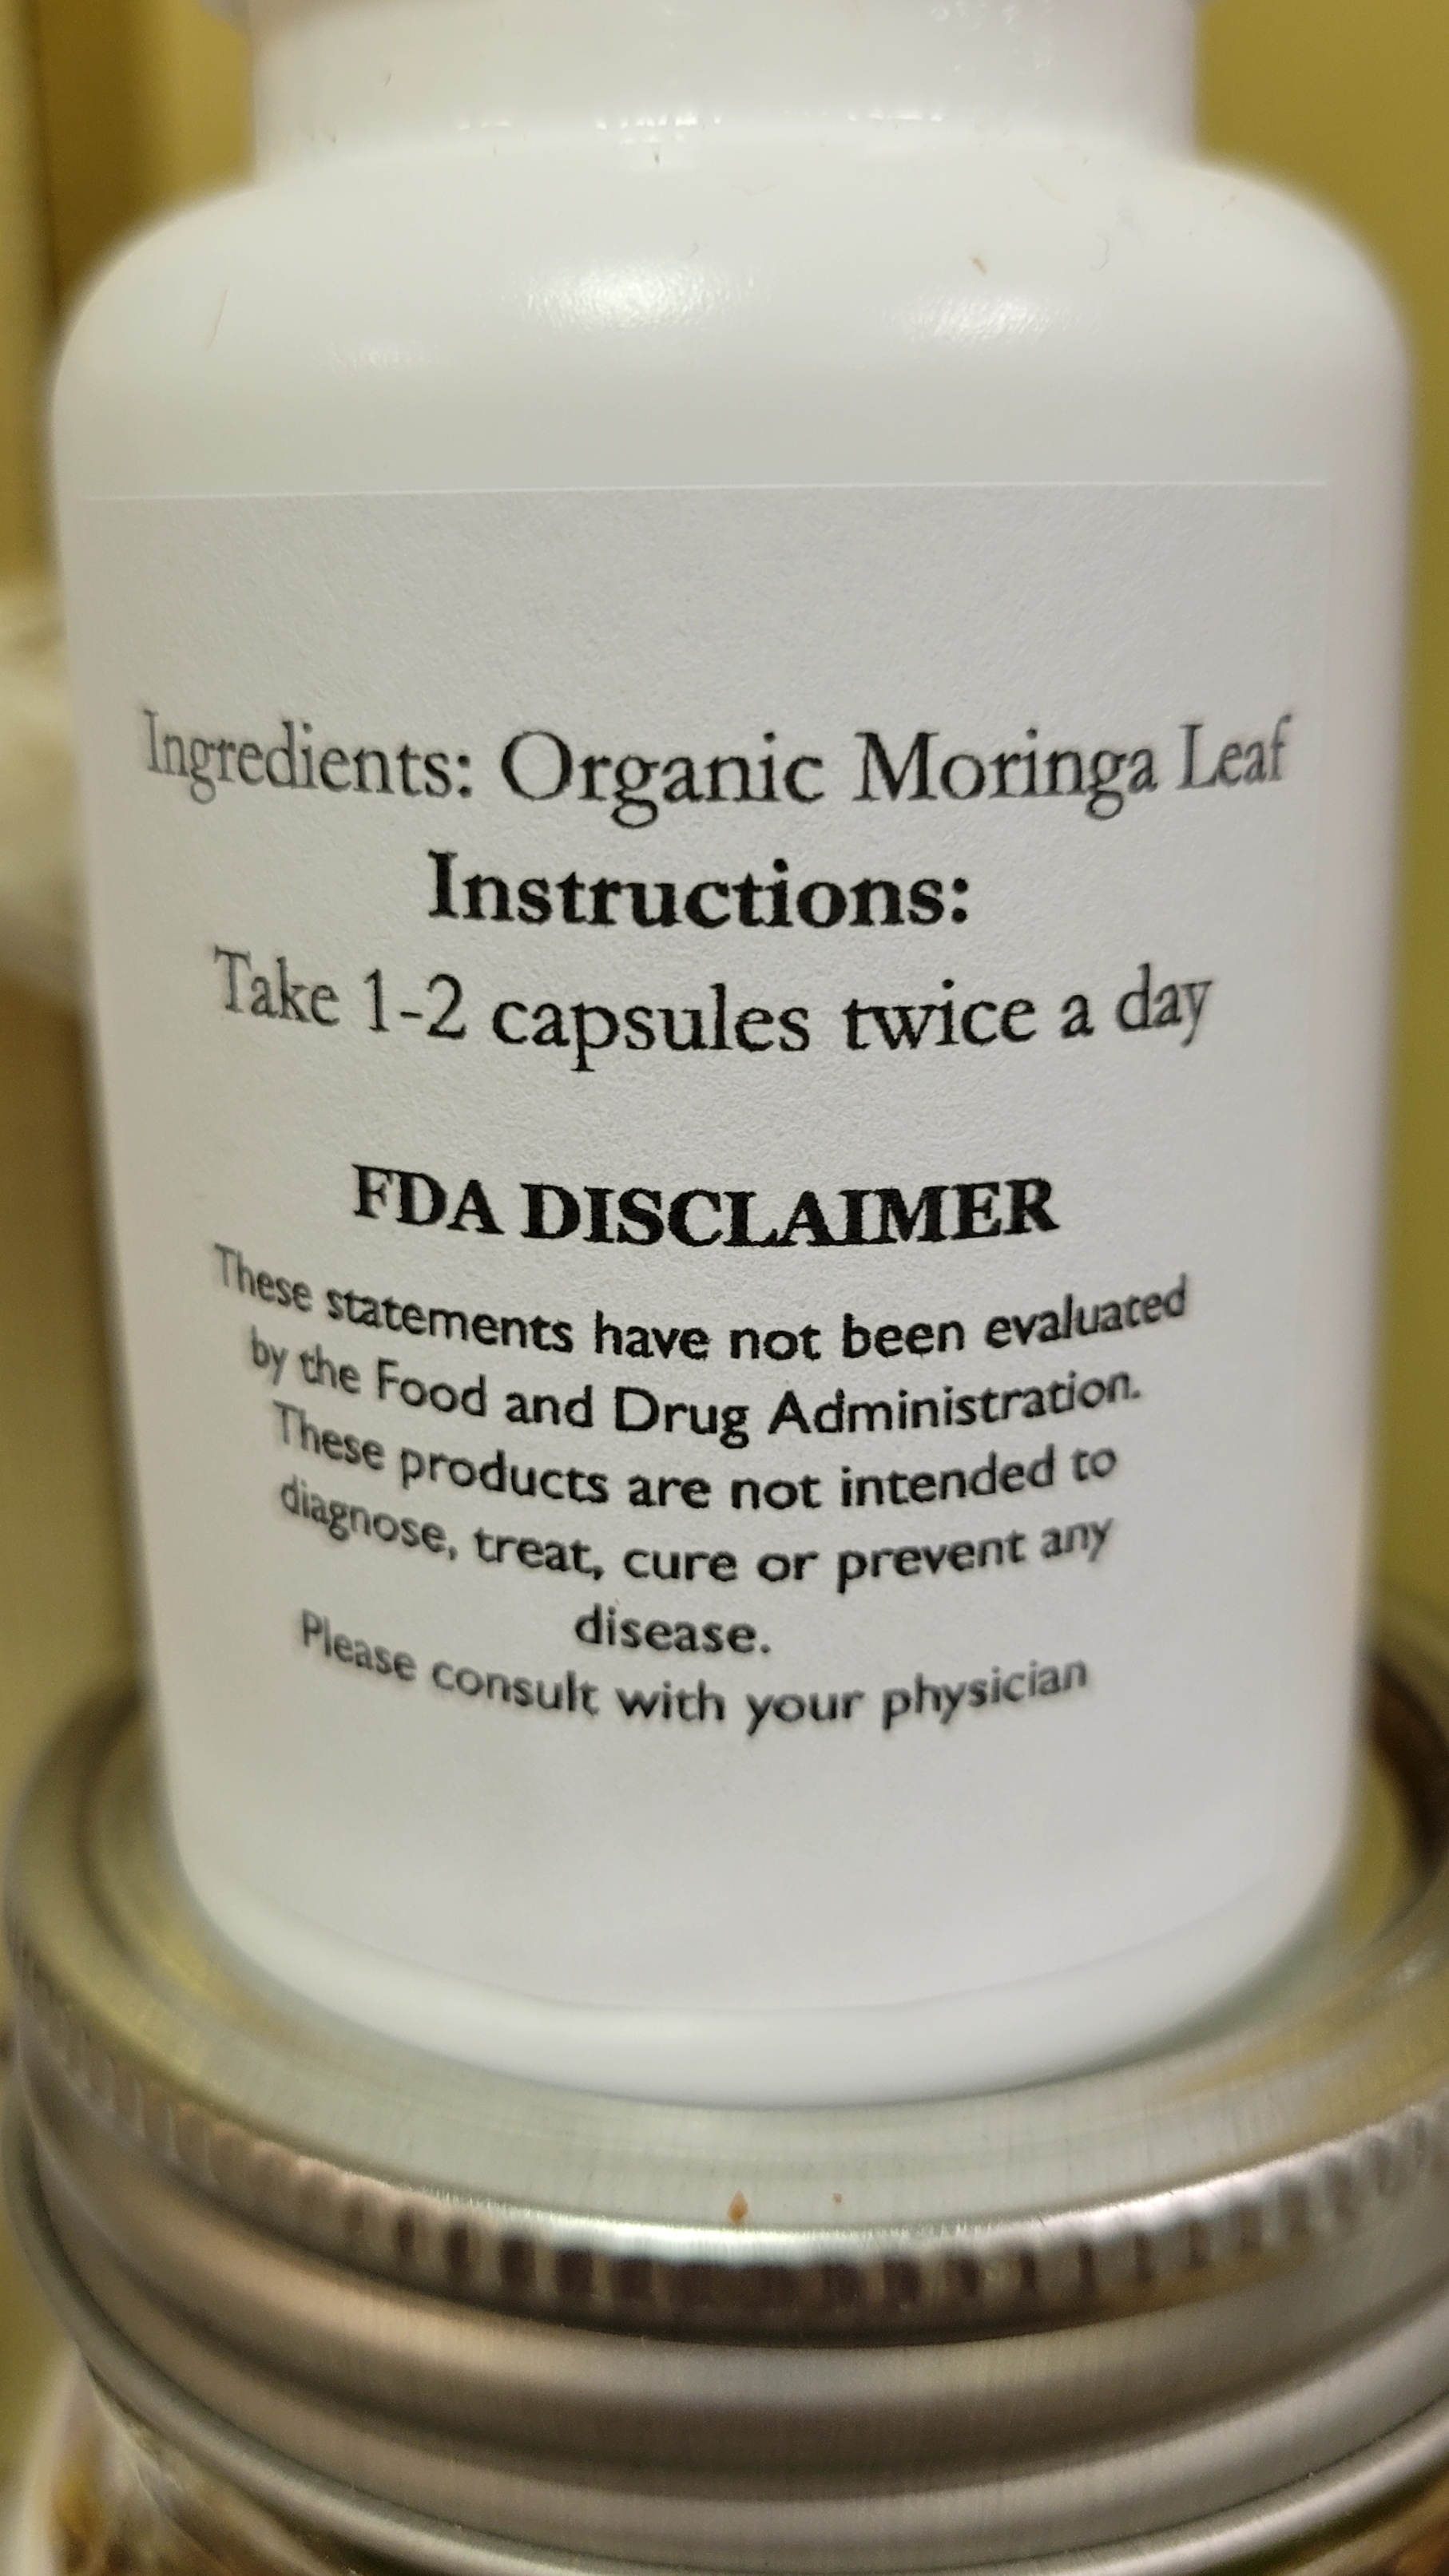 Ingredients: Organic Moringa Leaf
Instructions:
Take 1-2 capsules twice a day
FDA DISCLAIMER
These statements have not been evaluated
by the Food and Drug Administration.
These products are not intended to
diagnose, treat, cure or prevent any
disease.
Please consult with your physician